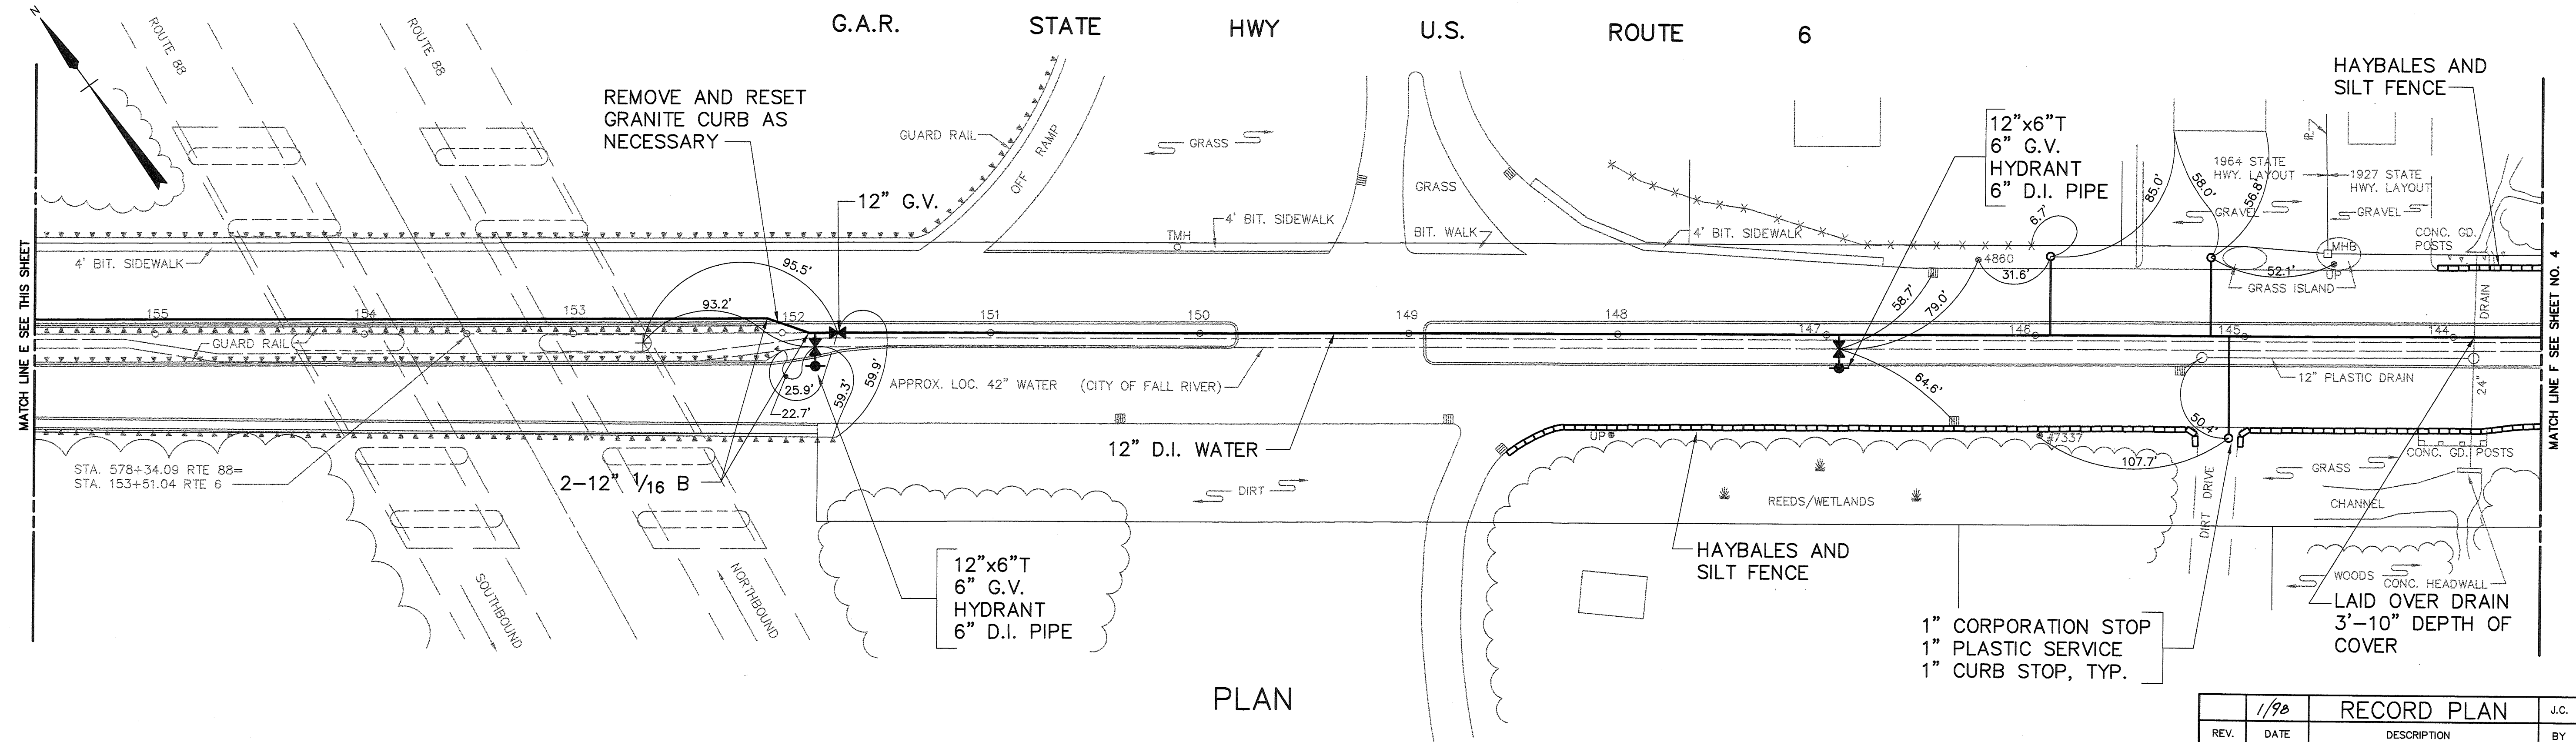 G.A.R. STATE HWY U.S. ROUTE 6
N
ROUTE 88
ROUTE 88
REMOVE AND RESET
GRANITE CURB AS
NECESSARY
GUARD RAIL
OFF RAMP
GRASS
12" G.V.
4' BIT. SIDEWALK
TMH
4' BIT. SIDEWALK
GRASS
BIT. WALK
4' BIT. SIDEWALK
12"x6"T
6" G.V.
HYDRANT
6" D.I. PIPE
HAYBALES AND
SILT FENCE
1964 STATE
HWY. LAYOUT
1927 STATE
HWY. LAYOUT
GRAVEL
GRAVEL
85.0'
58.0'
56.8'
6.7'
4860
31.6'
52.1'
MHB
UP
GRASS ISLAND
CONC. GD.
POSTS
58.7'
79.0'
95.5'
93.2'
MATCH LINE E SEE THIS SHEET
155
154
153
152
151
150
149
148
147
146
145
144
GUARD RAIL
25.9'
22.7'
59.3'
59.9'
APPROX. LOC. 42" WATER (CITY OF FALL RIVER)
64.6'
12" PLASTIC DRAIN
DRAIN
24"
MATCH LINE F SEE SHEET NO. 4
STA. 578+34.09 RTE 88=
STA. 153+51.04 RTE 6
2-12" 1/16 B
12" D.I. WATER
DIRT
UP
#7337
50.4'
107.7'
CONC. GD. POSTS
GRASS
CHANNEL
REEDS/WETLANDS
DIRT DRIVE
HAYBALES AND
SILT FENCE
WOODS
CONC. HEADWALL
SOUTHBOUND
NORTHBOUND
12"x6"T
6" G.V.
HYDRANT
6" D.I. PIPE
LAID OVER DRAIN
3'-10" DEPTH OF
COVER
1" CORPORATION STOP
1" PLASTIC SERVICE
1" CURB STOP, TYP.
PLAN
1/98 RECORD PLAN J.C.
REV. DATE DESCRIPTION BY